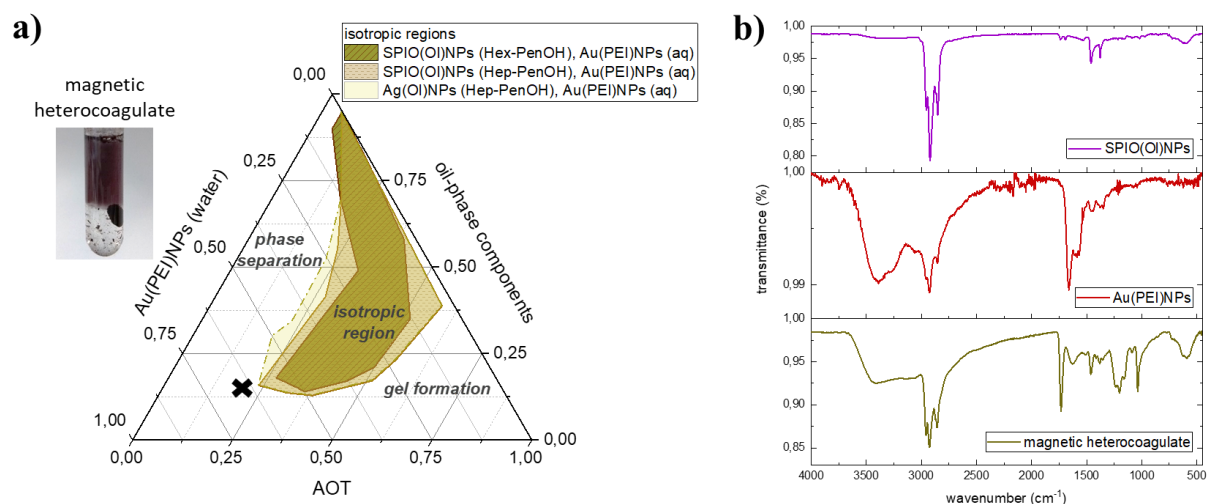 a)
magnetic
heterocoagulate
isotropic regions
SPIO(Ol)NPs (Hex-PenOH), Au(PEI)NPs (aq)
SPIO(Ol)NPs (Hep-PenOH), Au(PEI)NPs (aq)
Ag(Ol)NPs (Hep-PenOH), Au(PEI)NPs (aq)
0,00
0,25
0,50
0,75
1,00
Au(PEI)NPs (water)
0,75
0,50
0,25
0,00
oil-phase components
phase
separation
isotropic
region
gel formation
0,00
0,25
0,50
0,75
1,00
AOT
b)
1,00
0,95
0,90
0,85
0,80
SPIO(Ol)NPs
1,00
0,99
Au(PEI)NPs
1,00
0,95
0,90
0,85
magnetic heterocoagulate
transmittance (%)
4000
3500
3000
2500
2000
1500
1000
500
wavenumber (cm⁻¹)